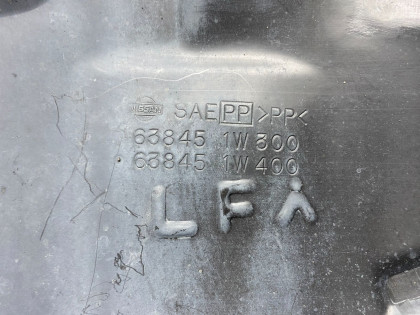 NISSAN SAE PP >PP<
63845 1W300
63845 1W400
LFA